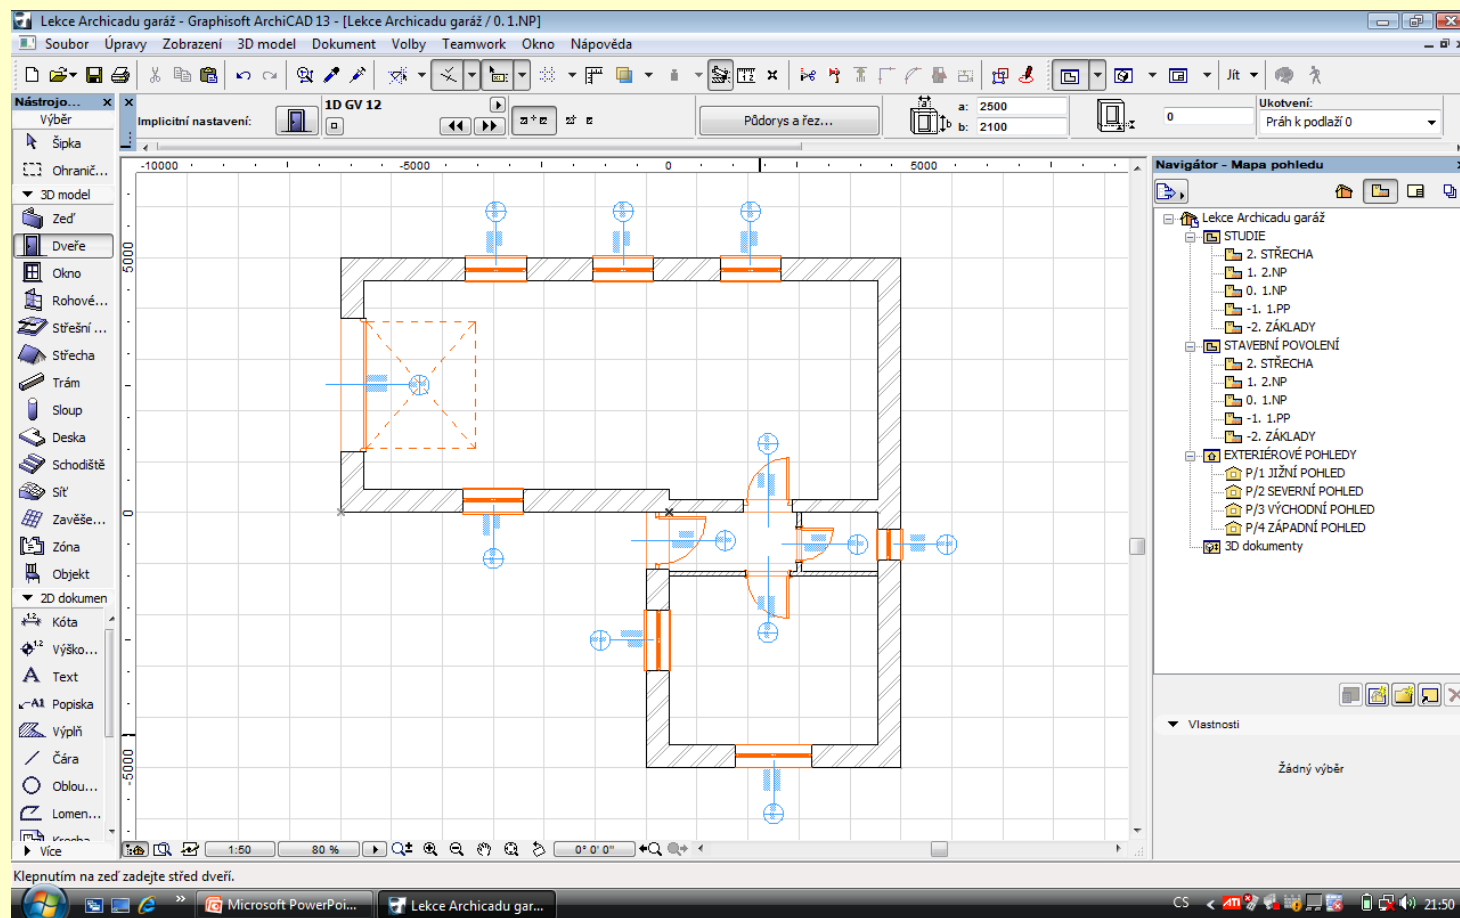 Lekce Archicadu garáž - Graphisoft ArchiCAD 13 - [Lekce Archicadu garáž / 0. 1.NP]
Soubor Úpravy Zobrazení 3D model Dokument Volby Teamwork Okno Nápověda
Jít
Nástrojo...
Výběr
Šipka
Ohranič...
3D model
Zeď
Dveře
Okno
Rohové...
Střešní ...
Střecha
Trám
Sloup
Deska
Schodiště
Síť
Zavěše...
Zóna
Objekt
2D dokumen
Kóta
Výško...
Text
Popiska
Výplň
Čára
Oblou...
Lomen...
Více
Implicitní nastavení:
1D GV 12
Půdorys a řez...
a: 2500
b: 2100
0
Ukotvení:
Práh k podlaží 0
-10000 -5000 0 5000
5000
0
-5000
Navigátor - Mapa pohledu
Lekce Archicadu garáž
STUDIE
2. STŘECHA
1. 2.NP
0. 1.NP
-1. 1.PP
-2. ZÁKLADY
STAVEBNÍ POVOLENÍ
2. STŘECHA
1. 2.NP
0. 1.NP
-1. 1.PP
-2. ZÁKLADY
EXTERIÉROVÉ POHLEDY
P/1 JIŽNÍ POHLED
P/2 SEVERNÍ POHLED
P/3 VÝCHODNÍ POHLED
P/4 ZÁPADNÍ POHLED
3D dokumenty
Vlastnosti
Žádný výběr
1:50 80 % 0° 0' 0"
Klepnutím na zeď zadejte střed dveří.
Microsoft PowerPoi... Lekce Archicadu gar... CS ATI 21:50